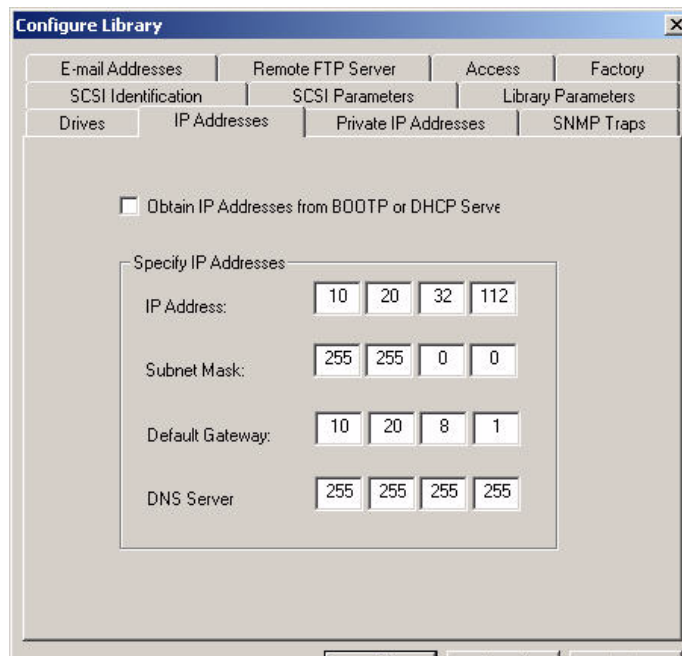 Configure Library
E-mail Addresses Remote FTP Server Access Factory
SCSI Identification SCSI Parameters Library Parameters
Drives IP Addresses Private IP Addresses SNMP Traps
Obtain IP Addresses from BOOTP or DHCP Serve
Specify IP Addresses
IP Address: 10 20 32 112
Subnet Mask: 255 255 0 0
Default Gateway: 10 20 8 1
DNS Server 255 255 255 255